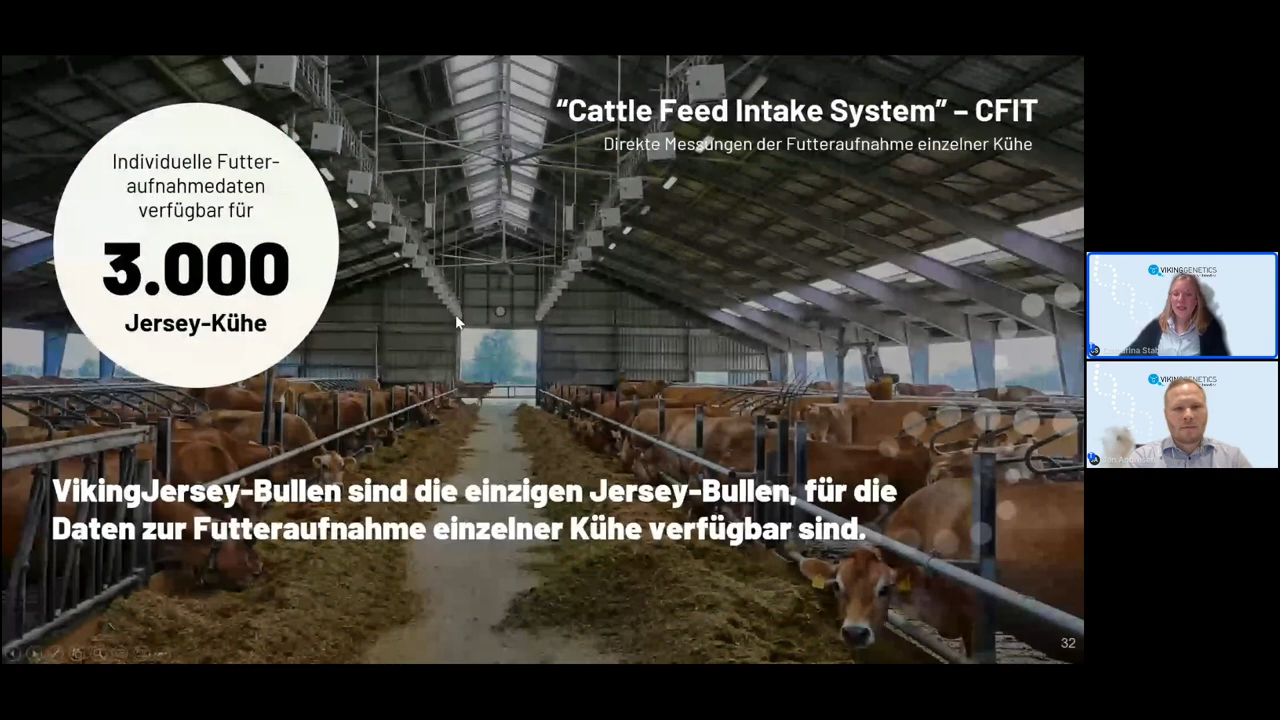 “Cattle Feed Intake System” – CFIT
Direkte Messungen der Futteraufnahme einzelner Kühe
Individuelle Futter-
aufnahmedaten
verfügbar für
3.000
Jersey-Kühe
VikingJersey-Bullen sind die einzigen Jersey-Bullen, für die
Daten zur Futteraufnahme einzelner Kühe verfügbar sind.
32
VIKINGGENETICS
VIKINGGENETICS